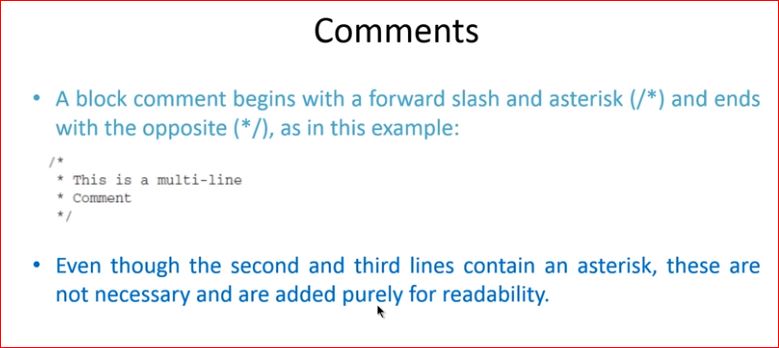 Comments
• A block comment begins with a forward slash and asterisk (/*) and ends
with the opposite (*/), as in this example:
/*
 * This is a multi-line
 * Comment
 */
• Even though the second and third lines contain an asterisk, these are
not necessary and are added purely for readability.